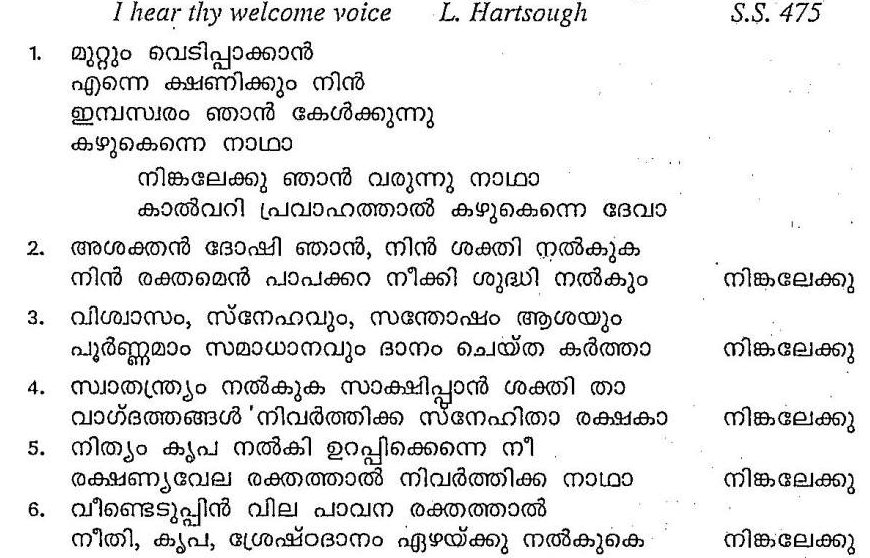 I hear thy welcome voice L. Hartsough S.S. 475
1. മുറ്റും വെടിപ്പാക്കാൻ
എന്നെ ക്ഷണിക്കും നിൻ
ഇമ്പസ്വരം ഞാൻ കേൾക്കുന്നു
കഴുകെന്നെ നാഥാ
നിങ്കലേക്കു ഞാൻ വരുന്നു നാഥാ
കാൽവറി പ്രവാഹത്താൽ കഴുകെന്നെ ദേവാ
2. അശക്തൻ ദോഷി ഞാൻ, നിൻ ശക്തി നൽകുക
നിൻ രക്തമെൻ പാപക്കറ നീക്കി ശുദ്ധി നൽകും നിങ്കലേക്കു
3. വിശ്വാസം, സ്നേഹവും, സന്തോഷം ആശയും
പൂർണ്ണമാം സമാധാനവും ദാനം ചെയ്ത കർത്താ നിങ്കലേക്കു
4. സ്വാതന്ത്ര്യം നൽകുക സാക്ഷിപ്പാൻ ശക്തി താ
വാഗ്ദത്തങ്ങൾ നിവർത്തിക്ക സ്നേഹിതാ രക്ഷകാ നിങ്കലേക്കു
5. നിത്യം കൃപ നൽകി ഉറപ്പിക്കെന്നെ നീ
രക്ഷണ്യവേല രക്തത്താൽ നിവർത്തിക്ക നാഥാ നിങ്കലേക്കു
6. വീണ്ടെടുപ്പിൻ വില പാവന രക്തത്താൽ
നീതി, കൃപ, ശ്രേഷ്ഠദാനം ഏഴയ്ക്കു നൽകുകെ നിങ്കലേക്കു